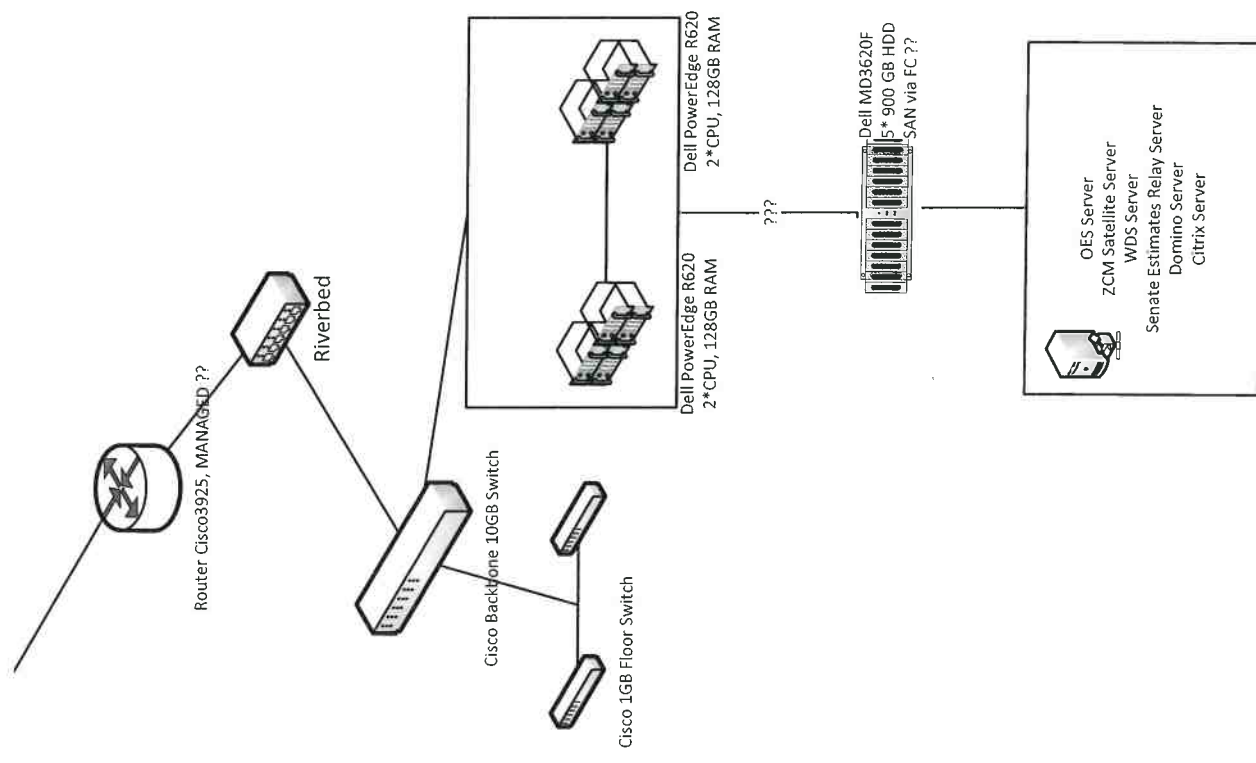 Router Cisco3925, MANAGED ??
Riverbed
Cisco Backbone 10GB Switch
Cisco 1GB Floor Switch
Dell PowerEdge R620
2*CPU, 128GB RAM
Dell PowerEdge R620
2*CPU, 128GB RAM
???
Dell MD3620F
5* 900 GB HDD
SAN via FC ??
OES Server
ZCM Satellite Server
WDS Server
Senate Estimates Relay Server
Domino Server
Citrix Server